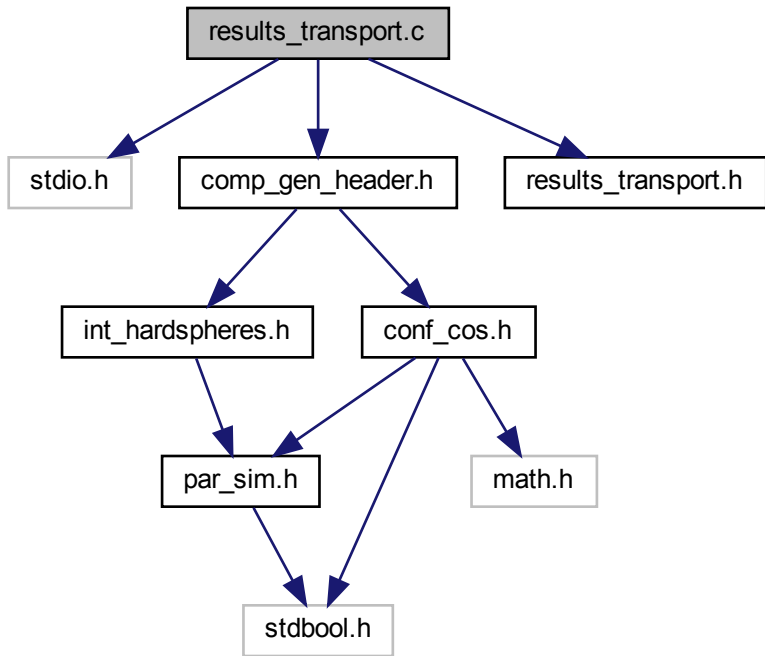 results_transport.c
stdio.h
comp_gen_header.h
results_transport.h
int_hardspheres.h
conf_cos.h
par_sim.h
math.h
stdbool.h